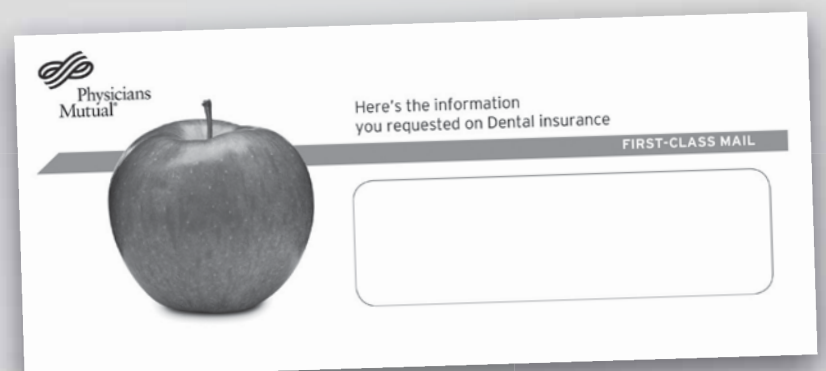 Physicians
Mutual®
Here's the information
you requested on Dental insurance
FIRST-CLASS MAIL